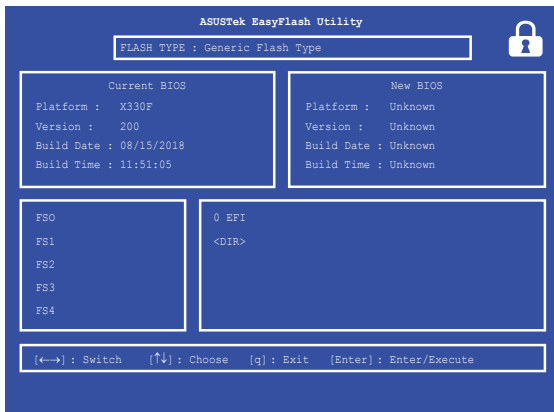 ASUSTek EasyFlash Utility
FLASH TYPE : Generic Flash Type
Current BIOS
Platform : X330F
Version : 200
Build Date : 08/15/2018
Build Time : 11:51:05
New BIOS
Platform : Unknown
Version : Unknown
Build Date : Unknown
Build Time : Unknown
FSO
FS1
FS2
FS3
FS4
0 EFI
<DIR>
[←→] : Switch [↑↓] : Choose [q] : Exit [Enter] : Enter/Execute